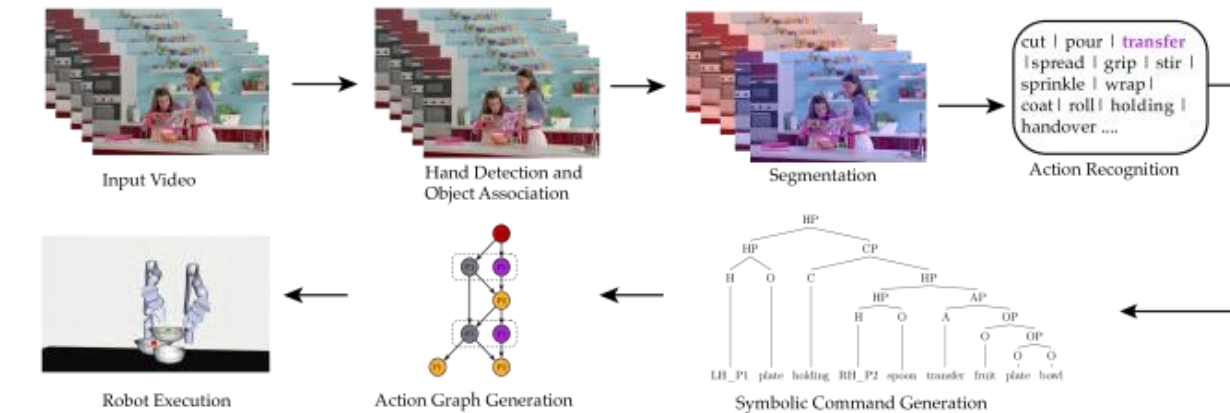 cut | pour | transfer
|spread | grip | stir |
sprinkle | wrap|
coat| roll| holding |
handover ....
Input Video
Hand Detection and
Object Association
Segmentation
Action Recognition
HP
HP CP
H O C HP
HP AP
H O A OP
O OP
O O
LH_P1 plate holding RH_P2 spoon transfer fruit plate bowl
Robot Execution
Action Graph Generation
Symbolic Command Generation